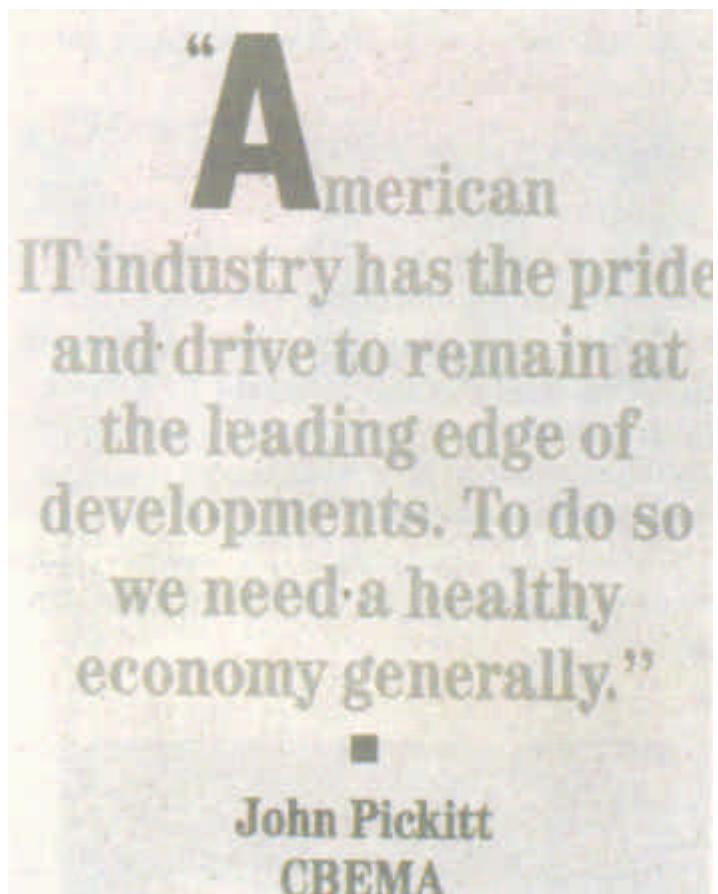 “American
IT industry has the pride
and drive to remain at
the leading edge of
developments. To do so
we need a healthy
economy generally.”
John Pickitt
CBEMA